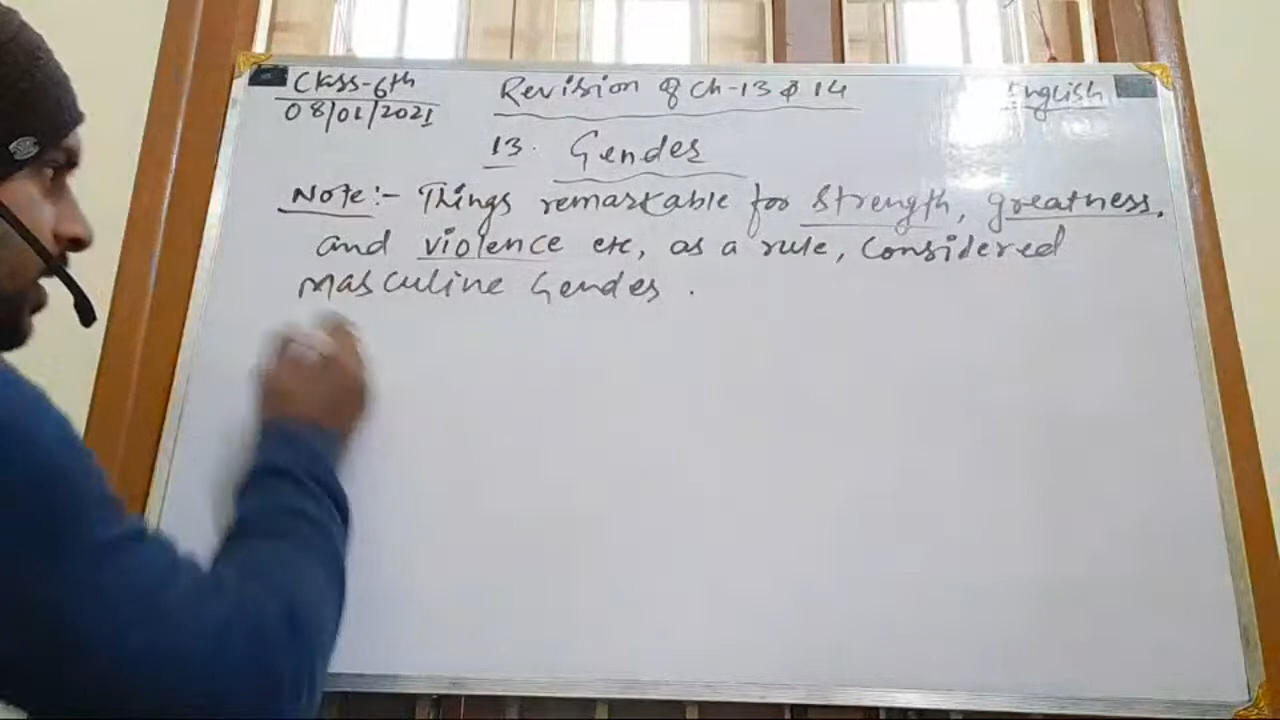 Class-6th
08/01/2021
Revision of Ch-13 & 14
English
13. Gender
Note:- Things remarkable for Strength, greatness,
and violence etc, as a rule, Considered
masculine Gender.